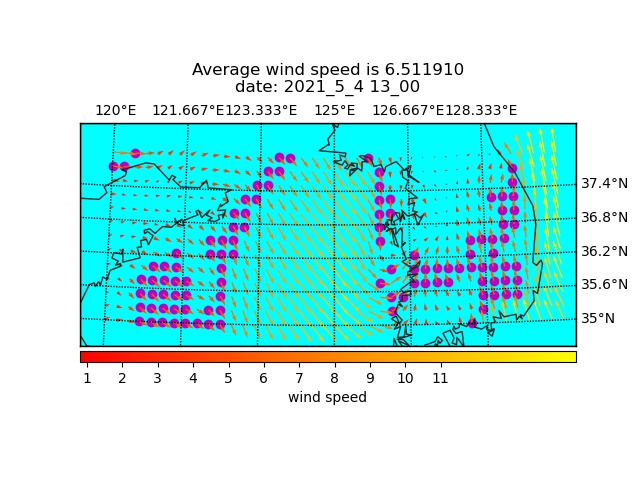 Average wind speed is 6.511910
date: 2021_5_4 13_00
120°E 121.667°E 123.333°E 125°E 126.667°E 128.333°E
37.4°N
36.8°N
36.2°N
35.6°N
35°N
1 2 3 4 5 6 7 8 9 10 11
wind speed